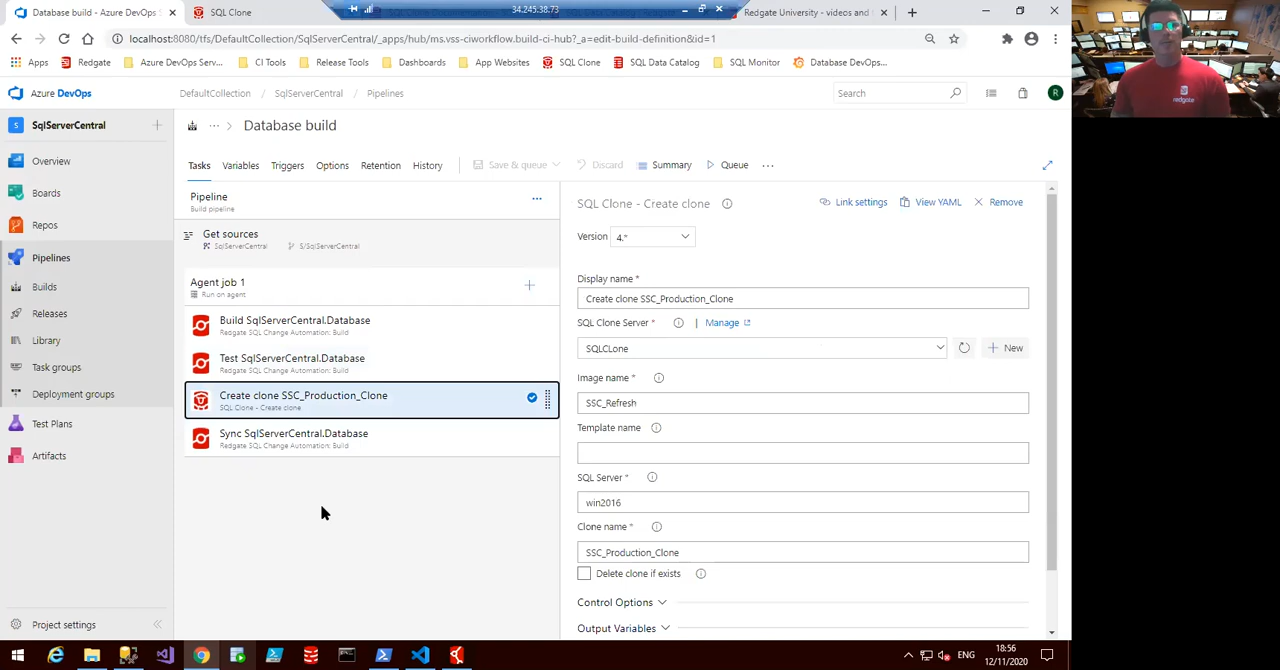 Database build - Azure DevOps S
SQL Clone
34.245.38.73
Redgate University - videos and
localhost:8080/tfs/DefaultCollection/SqlServerCentral/_apps/hub/ms.vss-ciworkflow.build-ci-hub?_a=edit-build-definition&id=1
Apps
Redgate
Azure DevOps Serv...
CI Tools
Release Tools
Dashboards
App Websites
SQL Clone
SQL Data Catalog
SQL Monitor
Database DevOps...
Azure DevOps
DefaultCollection / SqlServerCentral / Pipelines
Search
R
S
SqlServerCentral
Database build
Tasks
Variables
Triggers
Options
Retention
History
Save & queue
Discard
Summary
Queue
Overview
Boards
Repos
Pipelines
Builds
Releases
Library
Task groups
Deployment groups
Test Plans
Artifacts
Project settings
Pipeline
Build pipeline
Get sources
SqlServerCentral
S/SqlServerCentral
Agent job 1
Run on agent
Build SqlServerCentral.Database
Redgate SQL Change Automation: Build
Test SqlServerCentral.Database
Redgate SQL Change Automation: Build
Create clone SSC_Production_Clone
SQL Clone - Create clone
Sync SqlServerCentral.Database
Redgate SQL Change Automation: Build
SQL Clone - Create clone
Link settings
View YAML
Remove
Version 4.*
Display name *
Create clone SSC_Production_Clone
SQL Clone Server *
Manage
SQLCLone
New
Image name *
SSC_Refresh
Template name
SQL Server *
win2016
Clone name *
SSC_Production_Clone
Delete clone if exists
Control Options
Output Variables
redgate
ENG
18:56
12/11/2020